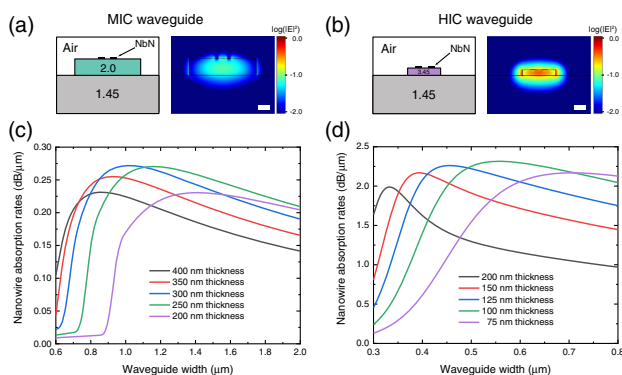 MIC waveguide
HIC waveguide
(a)
Air
NbN
2.0
1.45
log(|E|²)
0.0
-1.0
-2.0
(b)
Air
NbN
3.45
1.45
log(|E|²)
0.0
-1.0
-2.0
(c)
Nanowire absorption rates (dB/μm)
0.30
0.25
0.20
0.15
0.10
0.05
0.00
400 nm thickness
350 nm thickness
300 nm thickness
250 nm thickness
200 nm thickness
0.6 0.8 1.0 1.2 1.4 1.6 1.8 2.0
Waveguide width (μm)
(d)
Nanowire absorption rates (dB/μm)
2.5
2.0
1.5
1.0
0.5
0.0
200 nm thickness
150 nm thickness
125 nm thickness
100 nm thickness
75 nm thickness
0.3 0.4 0.5 0.6 0.7 0.8
Waveguide width (μm)